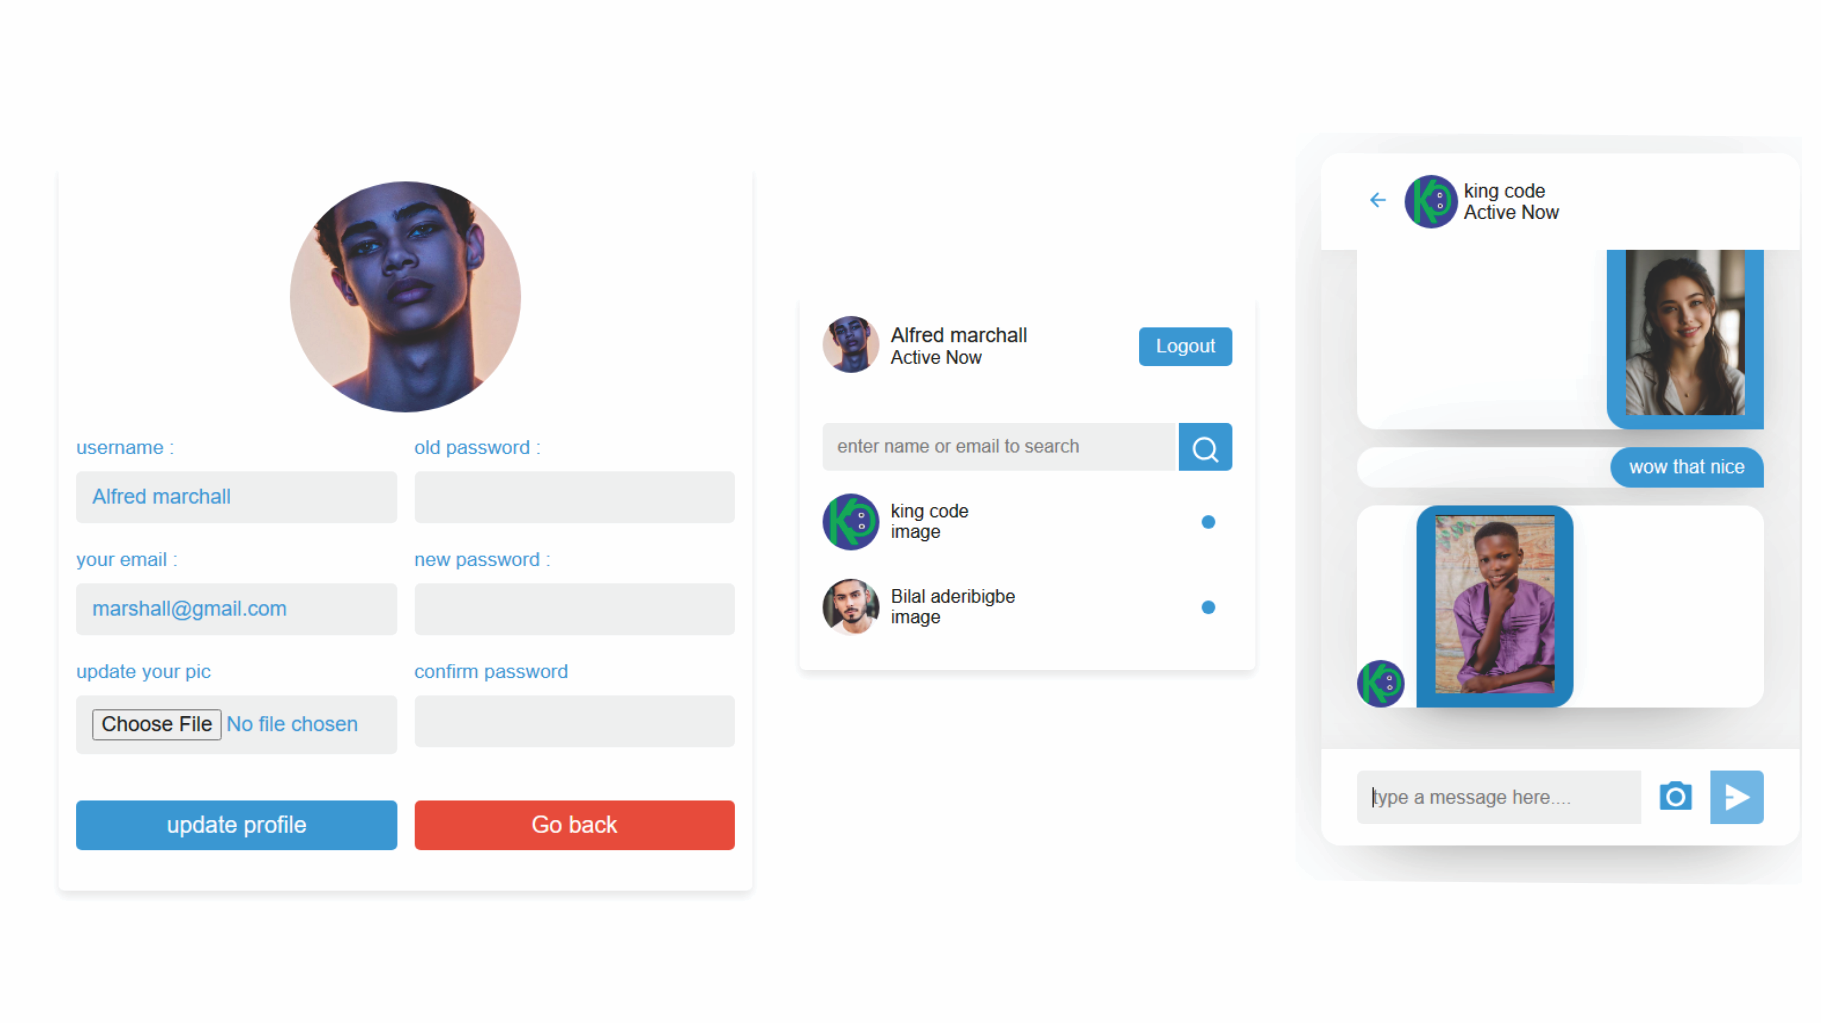 username :
Alfred marchall
your email :
marshall@gmail.com
update your pic
Choose File No file chosen
update profile
old password :
new password :
confirm password
Go back
Alfred marchall
Active Now
Logout
enter name or email to search
king code
image
Bilal aderibigbe
image
king code
Active Now
wow that nice
type a message here....